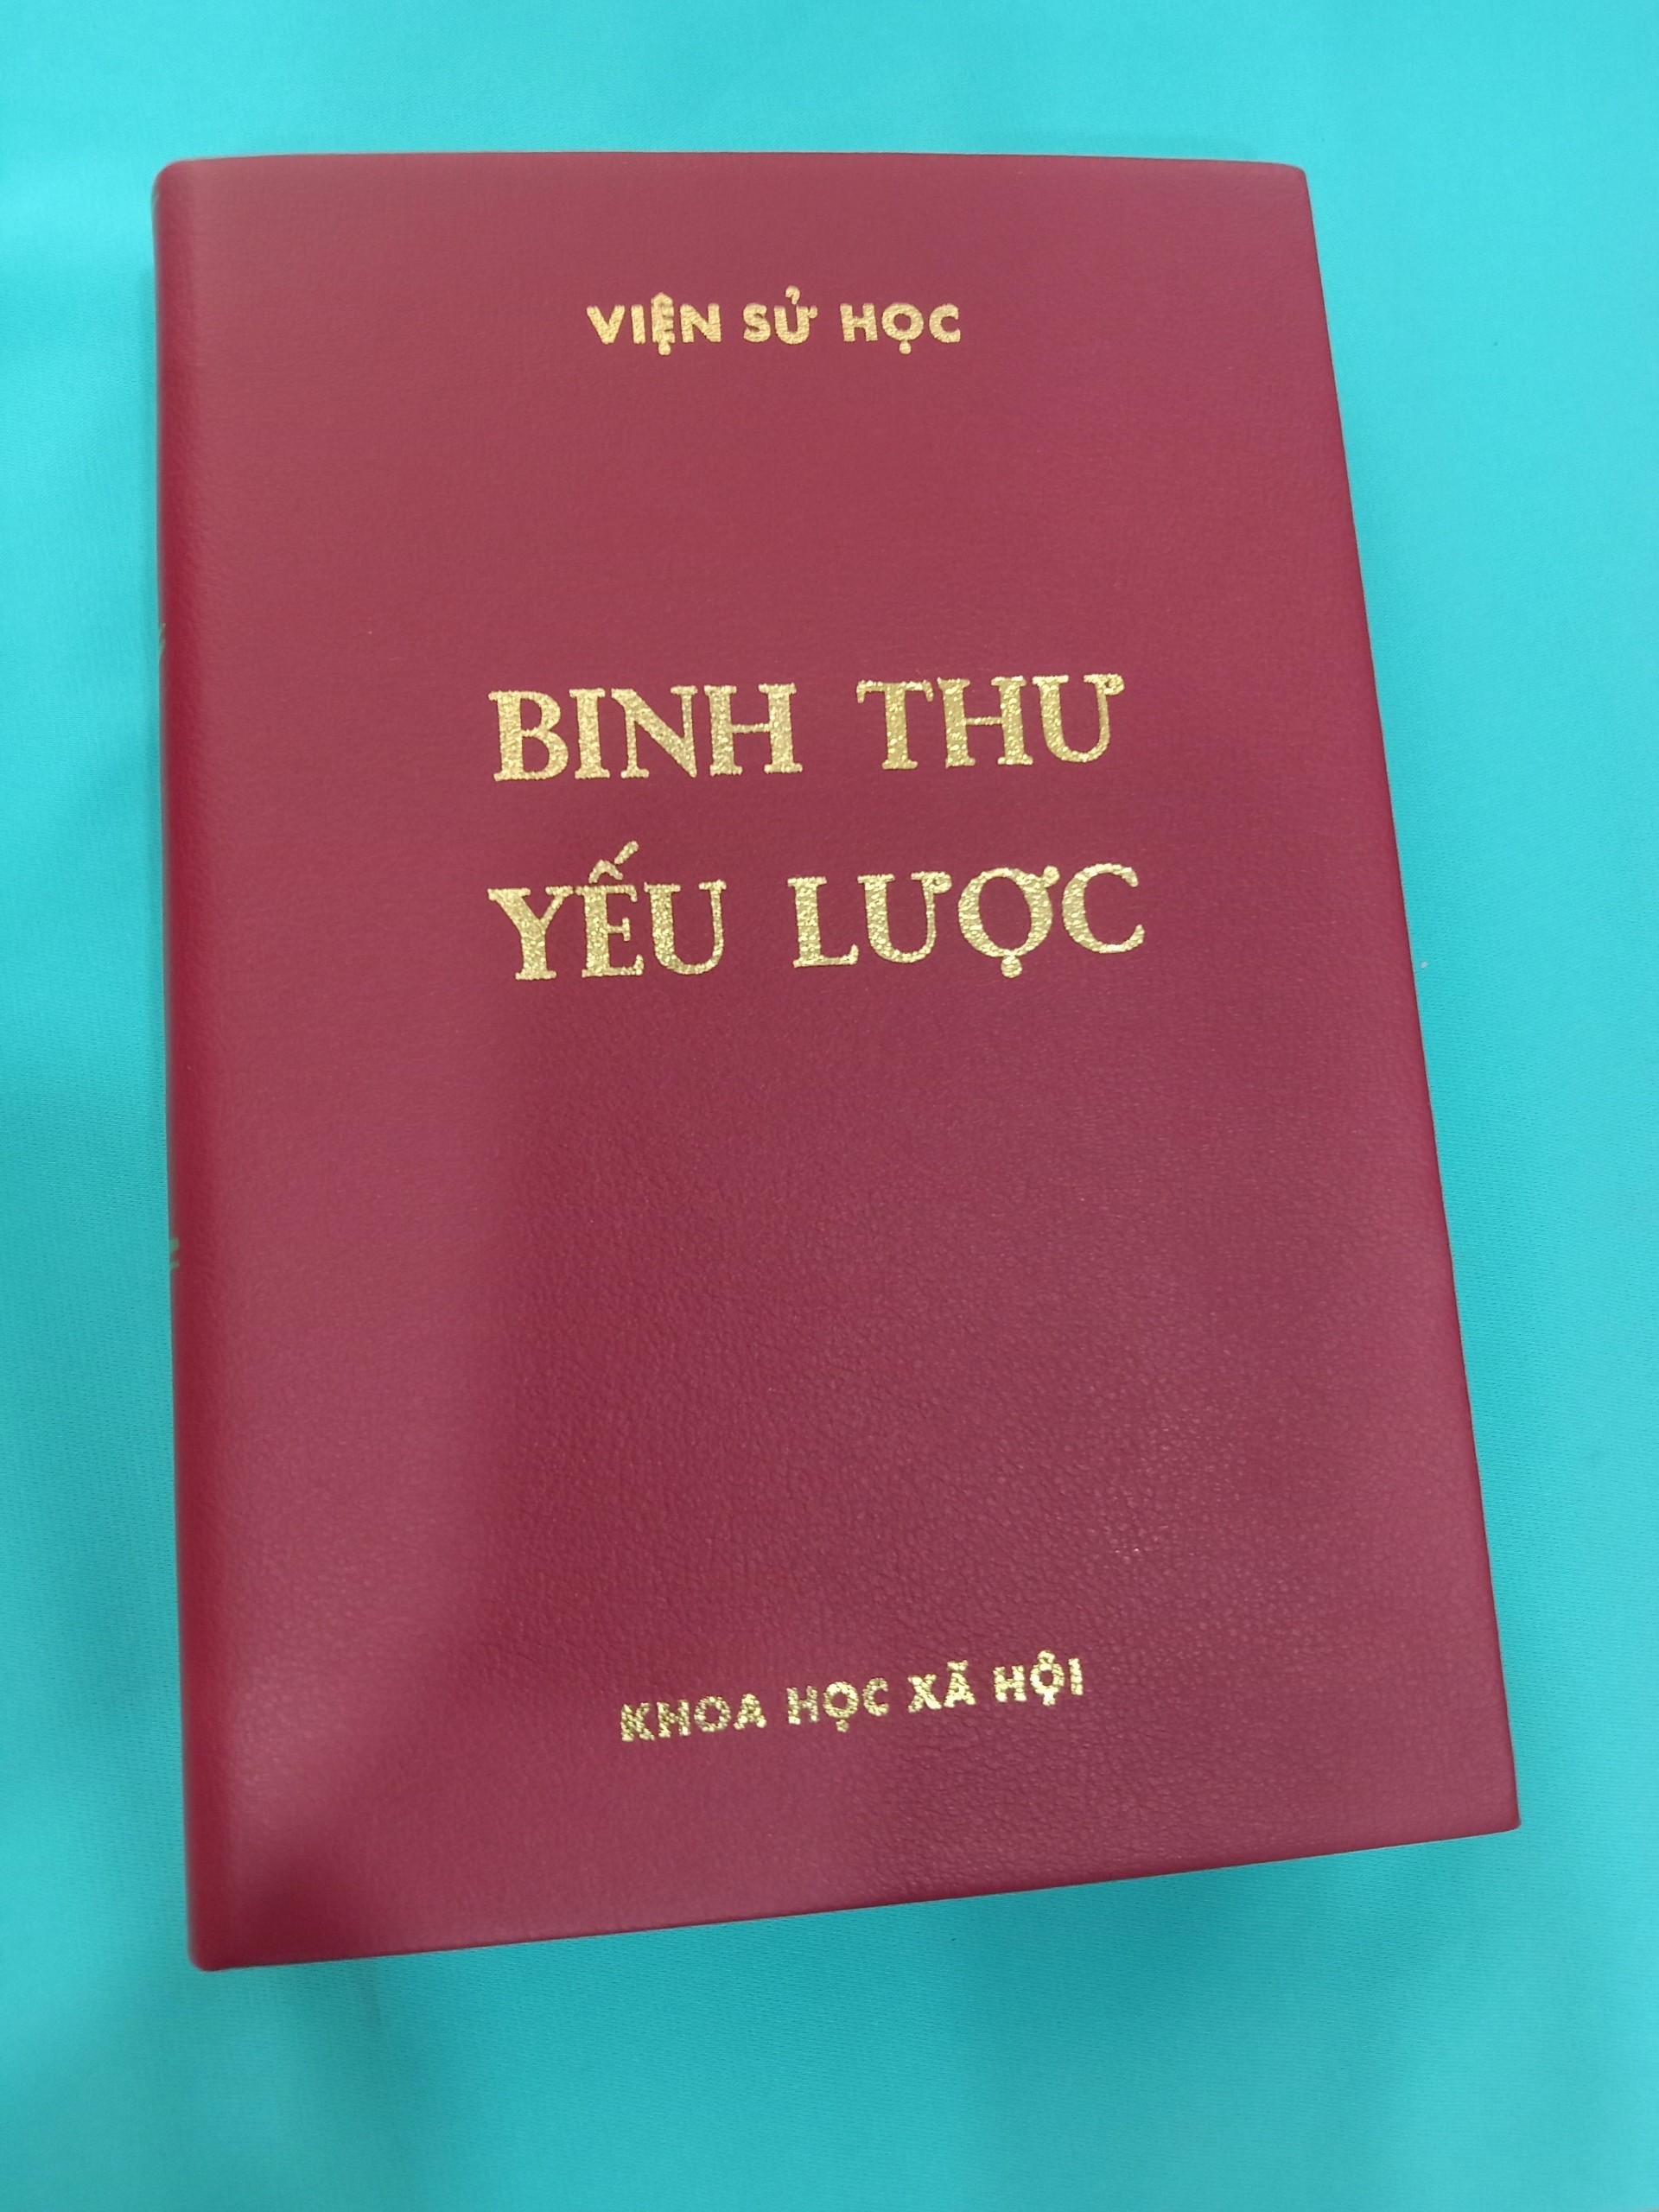 VIỆN SỬ HỌC
BINH THƯ
YẾU LƯỢC
KHOA HỌC XÃ HỘI